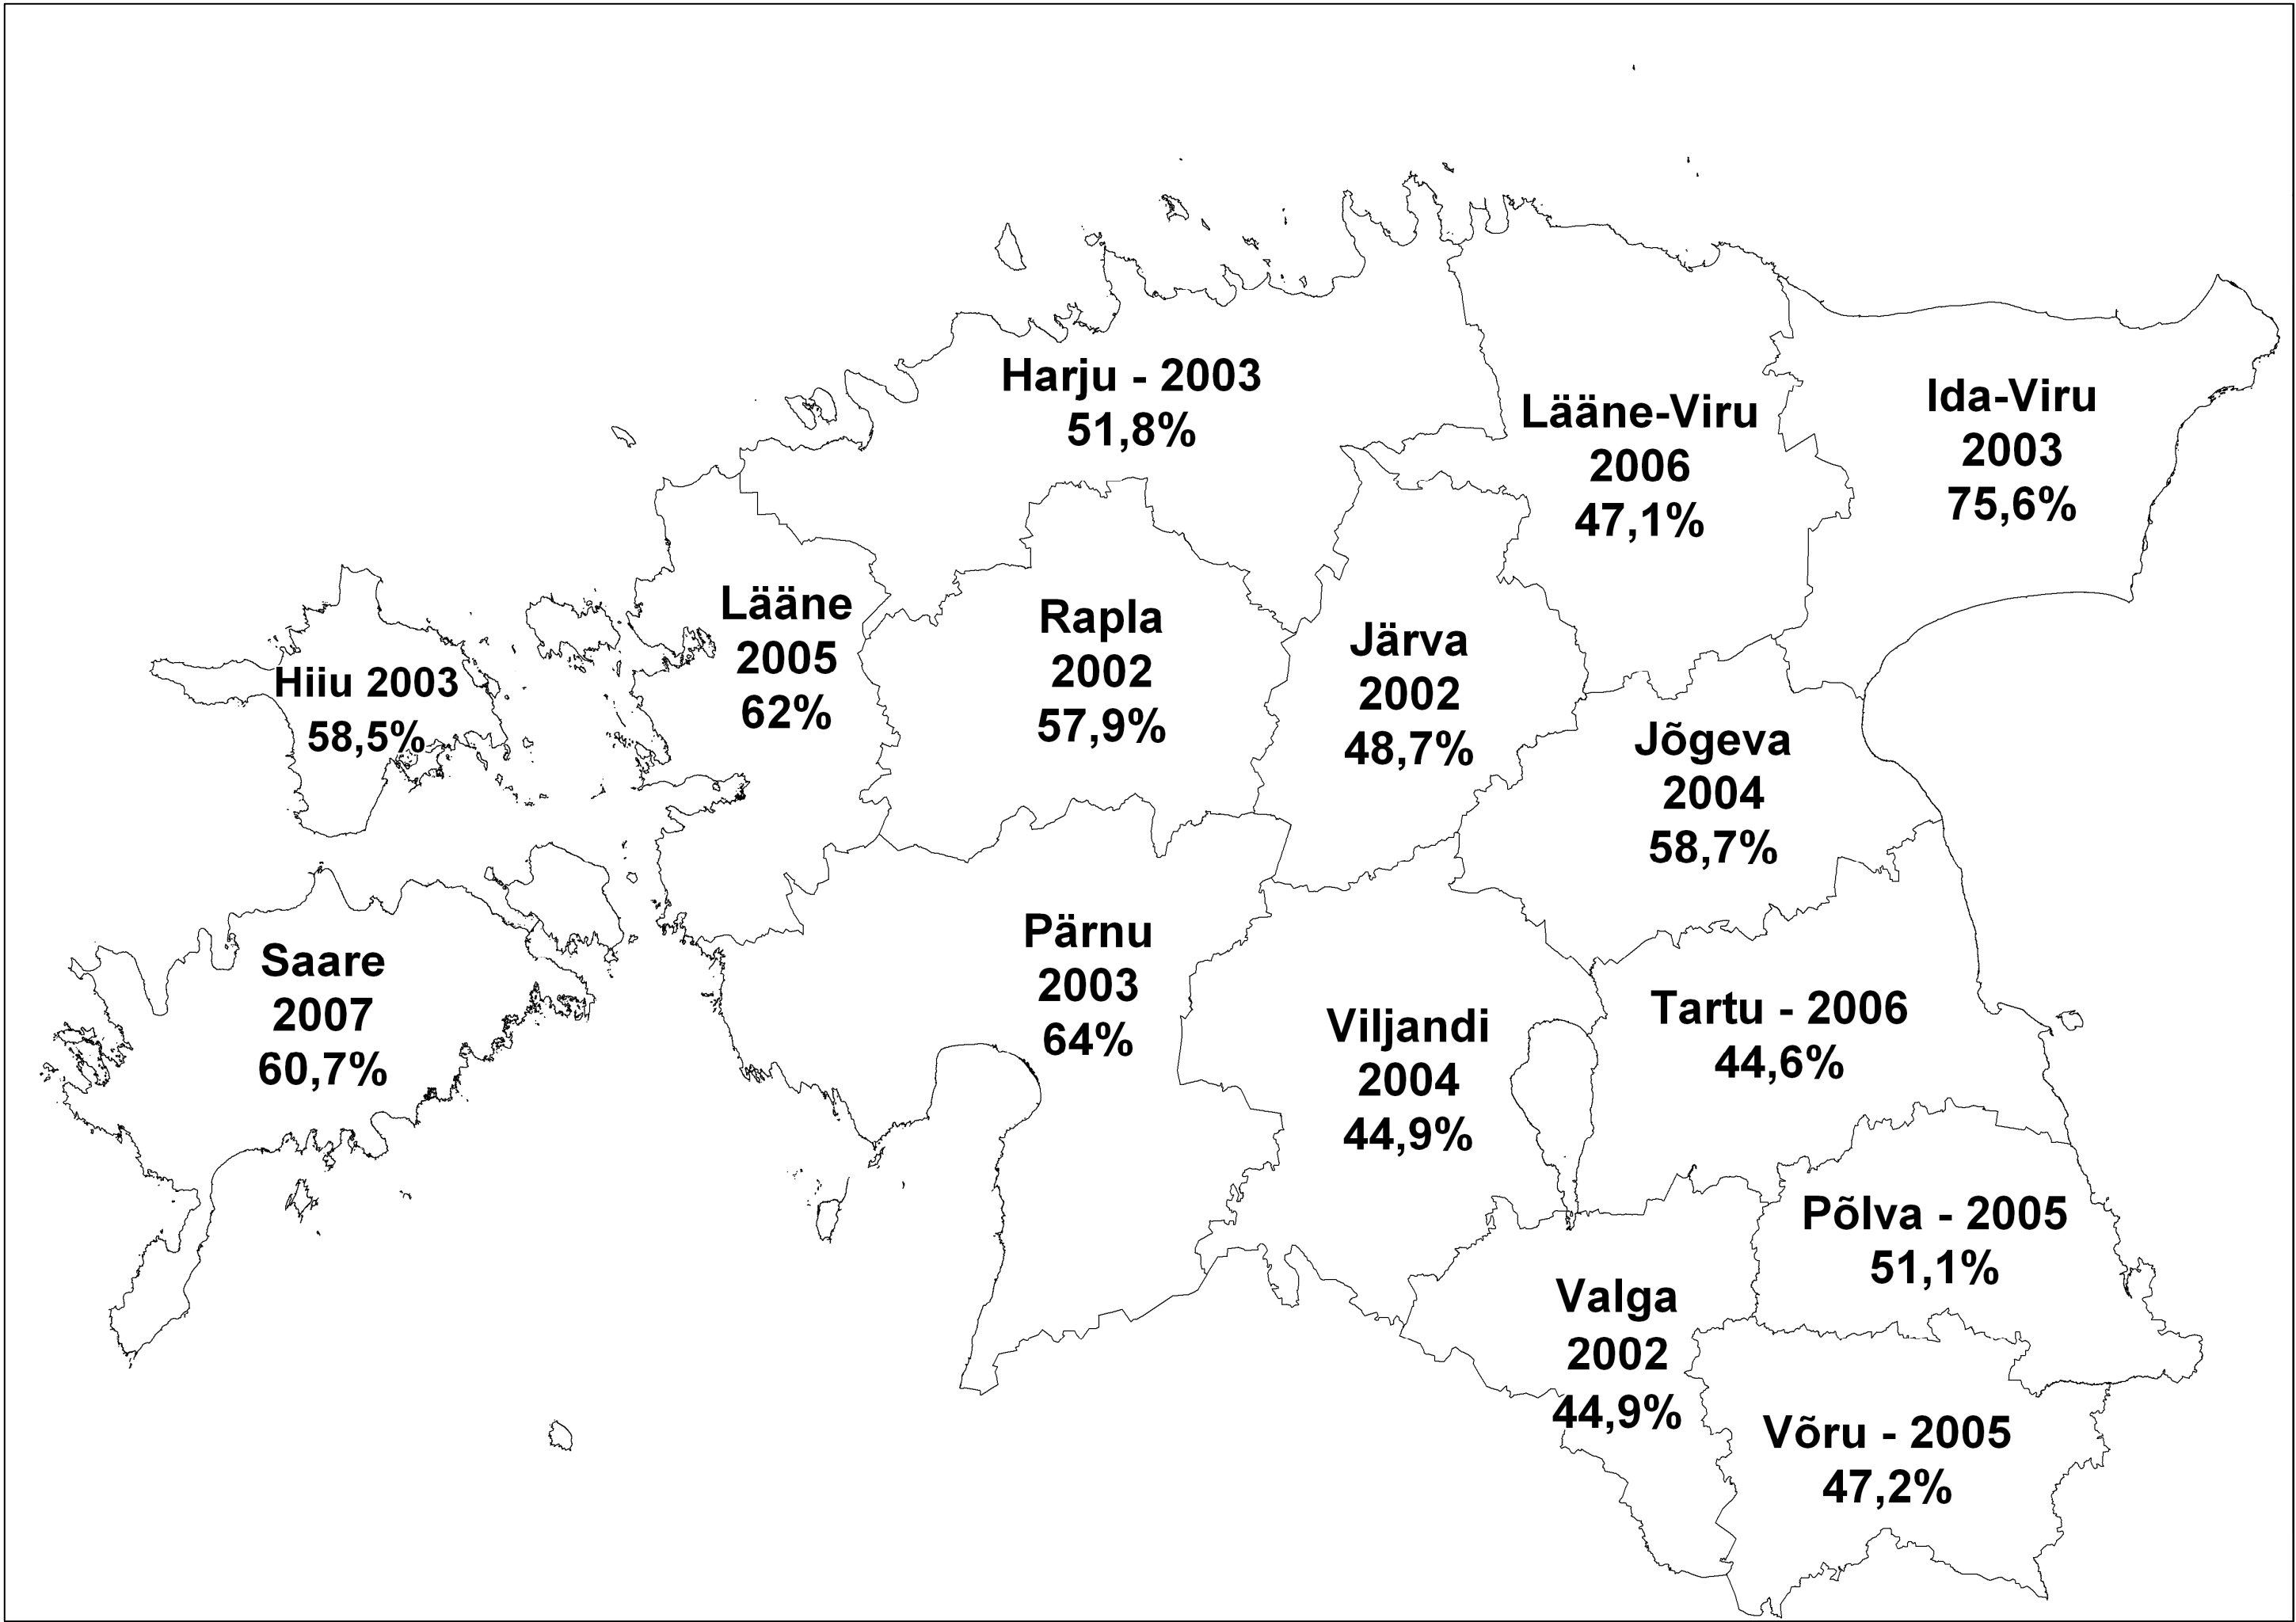 Harju - 2003
51,8%
Lääne-Viru
2006
47,1%
Ida-Viru
2003
75,6%
Hiiu 2003
58,5%
Lääne
2005
62%
Rapla
2002
57,9%
Järva
2002
48,7%
Jõgeva
2004
58,7%
Saare
2007
60,7%
Pärnu
2003
64%
Viljandi
2004
44,9%
Tartu - 2006
44,6%
Põlva - 2005
51,1%
Valga
2002
44,9%
Võru - 2005
47,2%